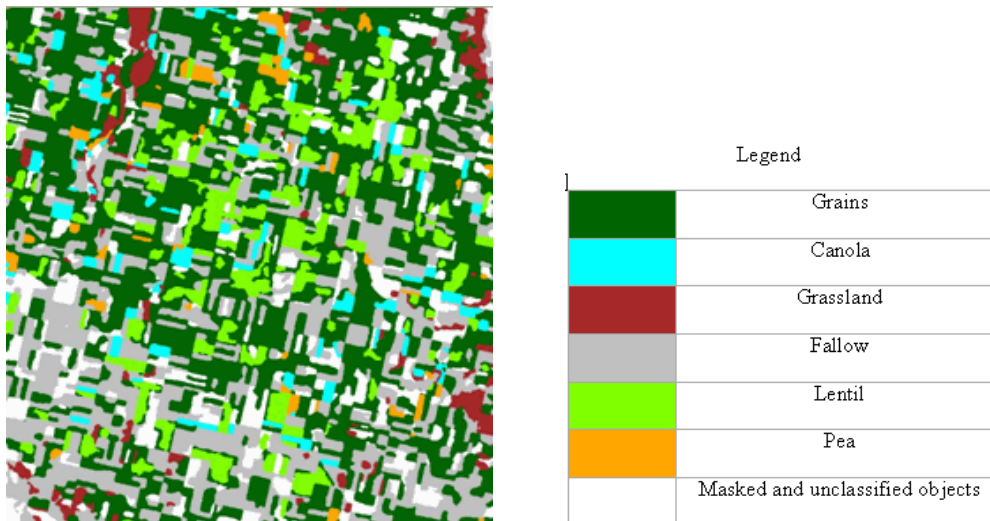 Legend
Grains
Canola
Grassland
Fallow
Lentil
Pea
Masked and unclassified objects